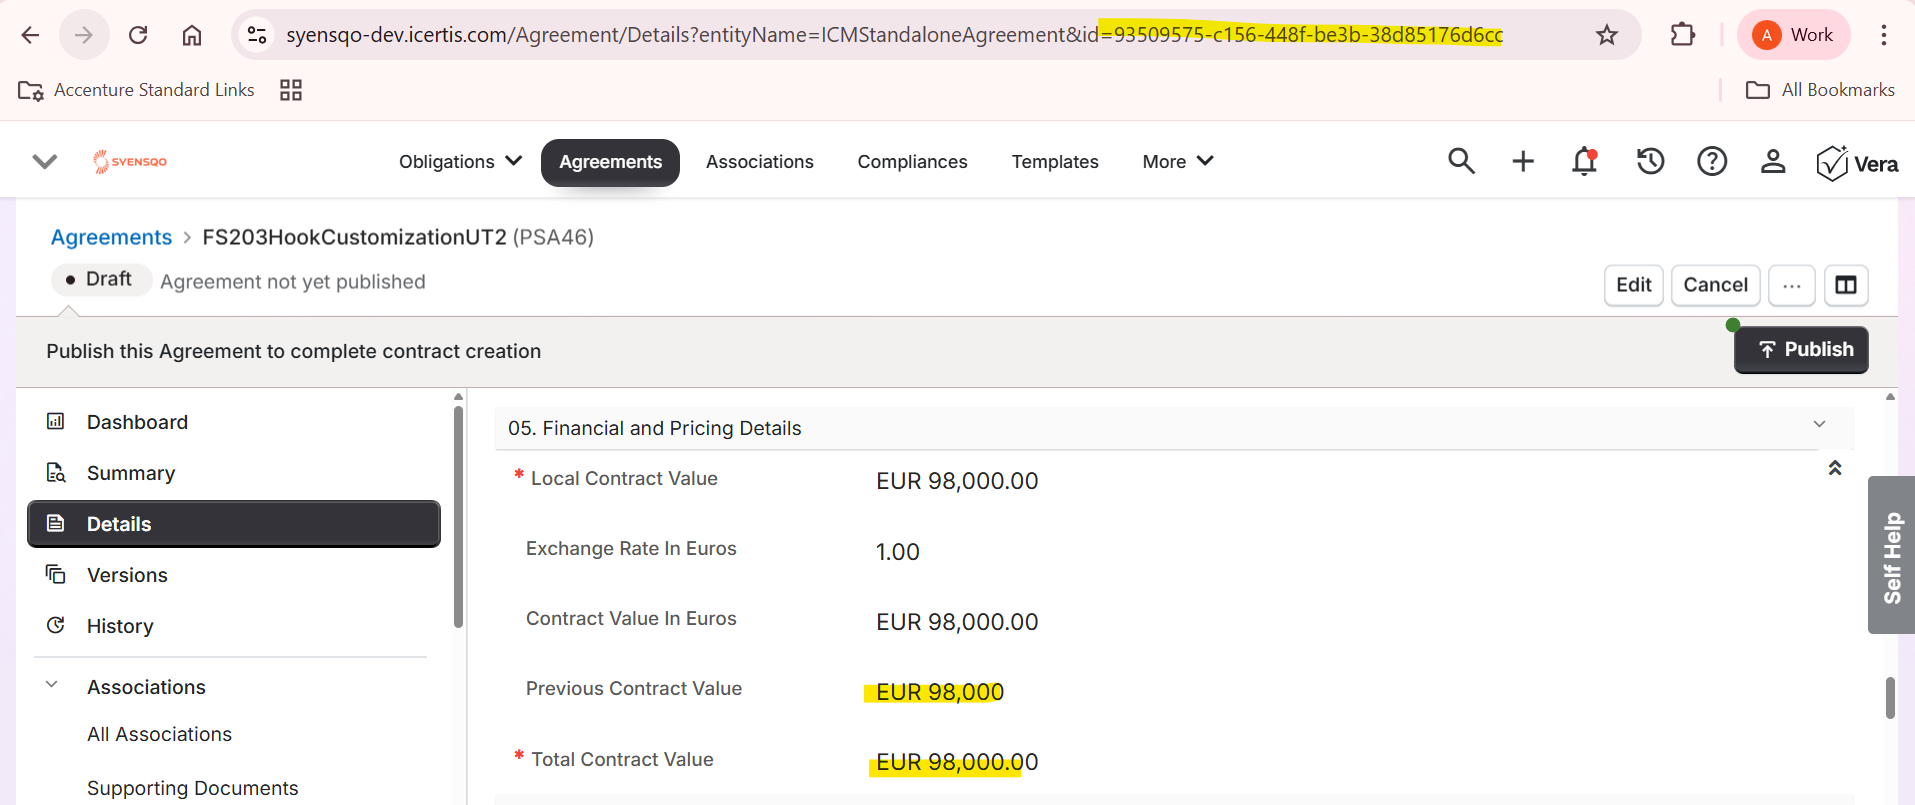 syensqo-dev.icertis.com/Agreement/Details?entityName=ICMStandaloneAgreement&id=93509575-c156-448f-be3b-38d85176d6cc
A Work
Accenture Standard Links
All Bookmarks
SYENSQO
Obligations
Agreements
Associations
Compliances
Templates
More
Vera
Agreements > FS203HookCustomizationUT2 (PSA46)
Draft
Agreement not yet published
Edit
Cancel
...
Publish this Agreement to complete contract creation
Publish
Dashboard
Summary
Details
Versions
History
Associations
All Associations
Supporting Documents
05. Financial and Pricing Details
* Local Contract Value EUR 98,000.00
Exchange Rate In Euros 1.00
Contract Value In Euros EUR 98,000.00
Previous Contract Value EUR 98,000
* Total Contract Value EUR 98,000.00
Self Help